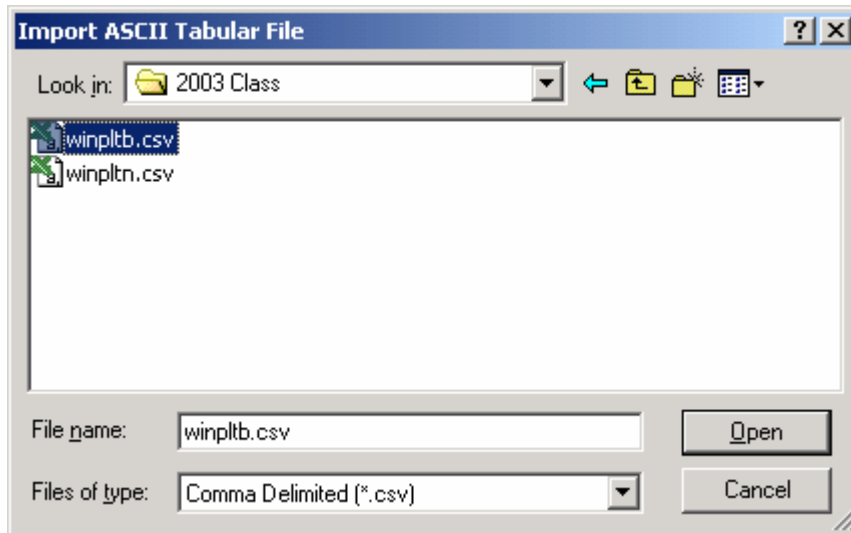 Import ASCII Tabular File
Look in: 2003 Class
winpltb.csv
winpltn.csv
File name: winpltb.csv Open
Files of type: Comma Delimited (*.csv) Cancel